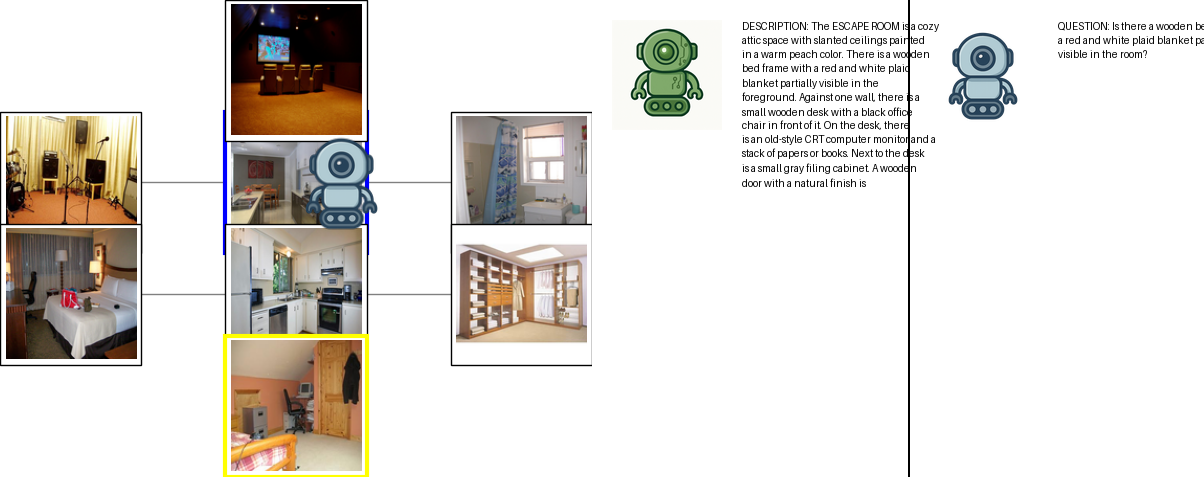 DESCRIPTION: The ESCAPE ROOM is a cozy
attic space with slanted ceilings painted
in a warm peach color. There is a wooden
bed frame with a red and white plaid
blanket partially visible in the
foreground. Against one wall, there is a
small wooden desk with a black office
chair in front of it. On the desk, there
is an old-style CRT computer monitor and a
stack of papers or books. Next to the desk
is a small gray filing cabinet. A wooden
door with a natural finish is
QUESTION: Is there a wooden be
a red and white plaid blanket pa
visible in the room?